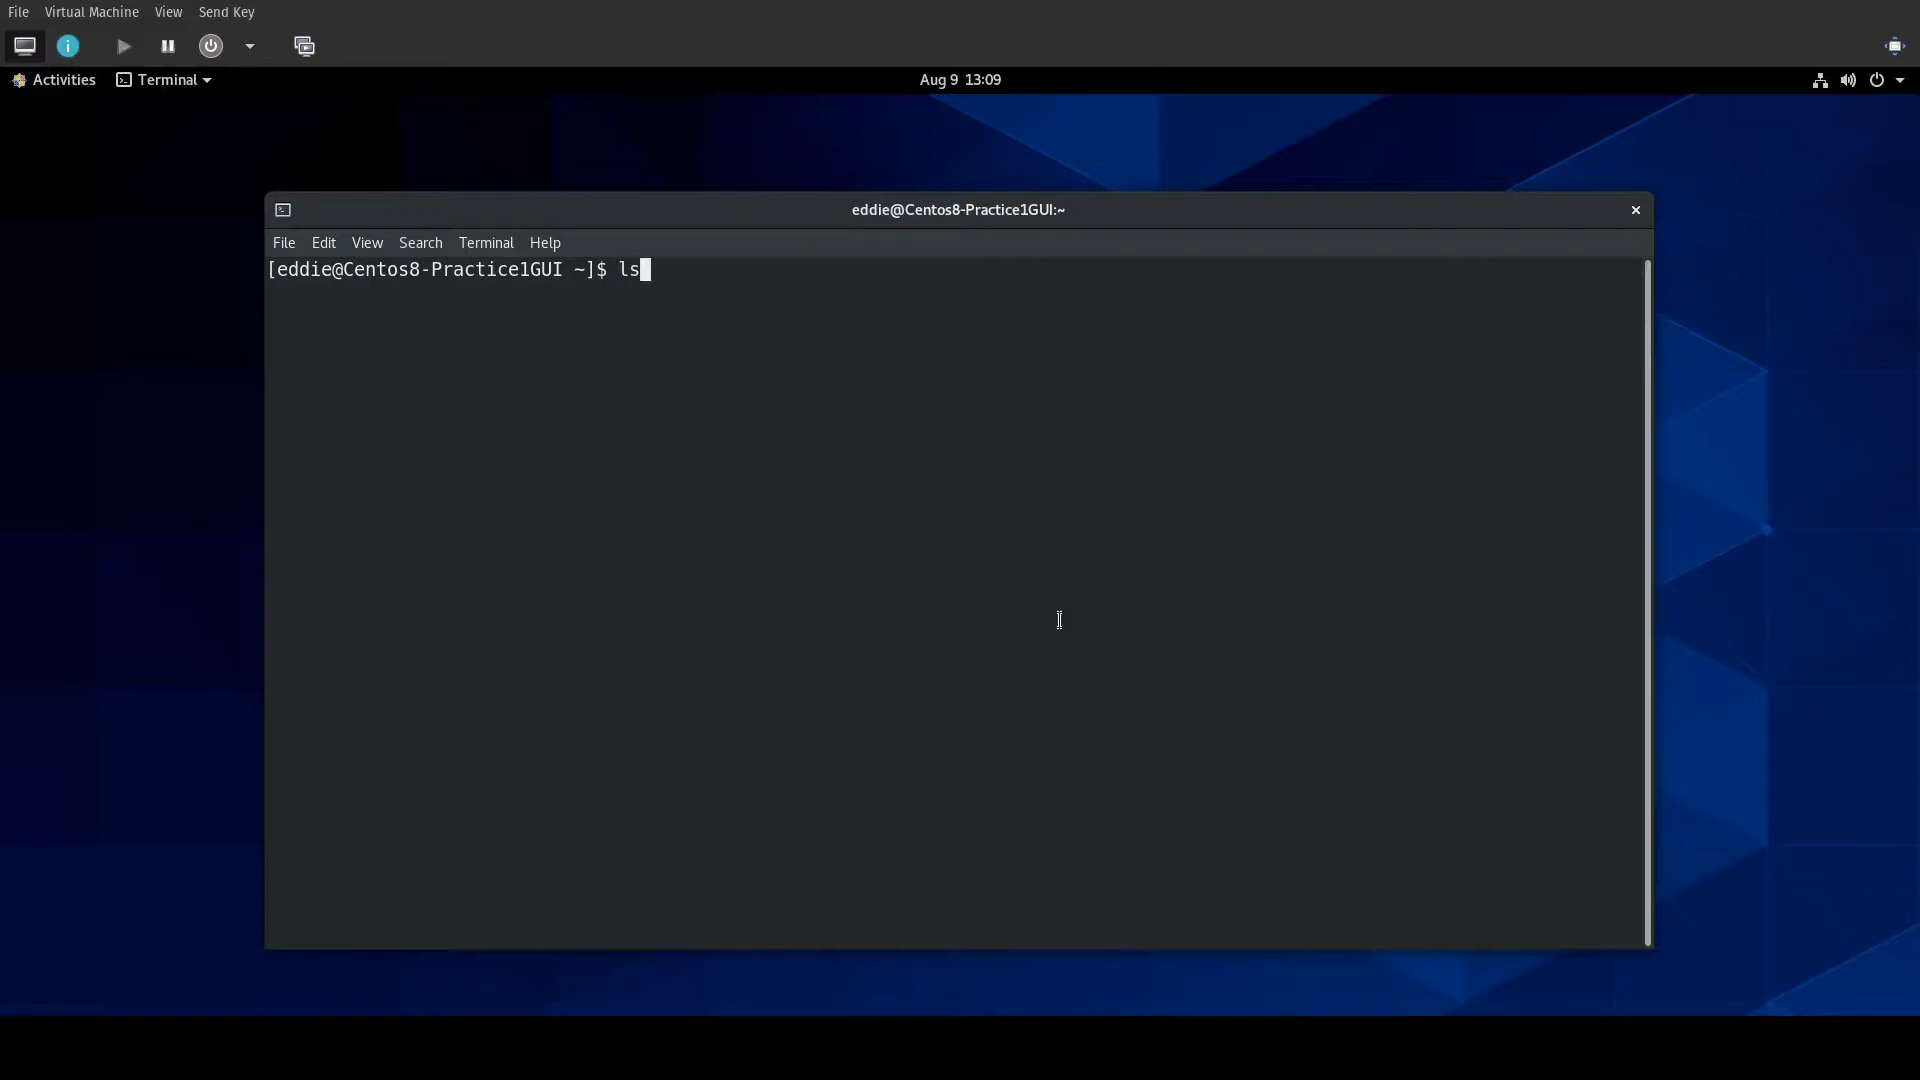 File Virtual Machine View Send Key
Activities Terminal Aug 9 13:09
eddie@Centos8-Practice1GUI:~
File Edit View Search Terminal Help
[eddie@Centos8-Practice1GUI ~]$ ls